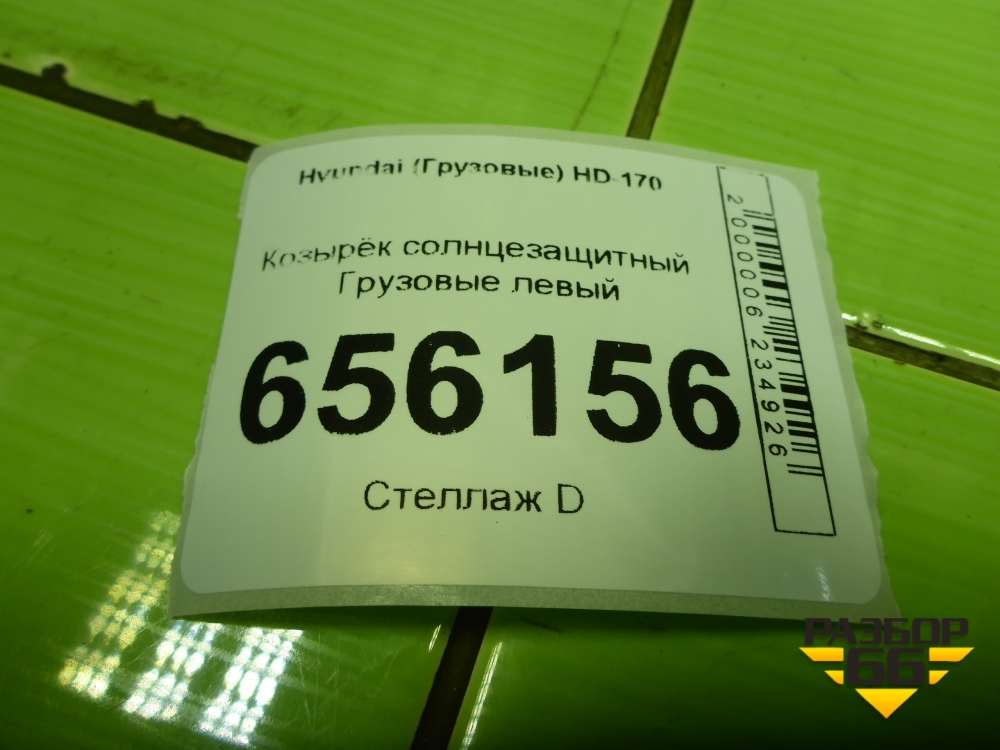 Hyundai (Грузовые) HD-170
Козырёк солнцезащитный
Грузовые левый
656156
Стеллаж D
2000006234926
РАЗБОР
66